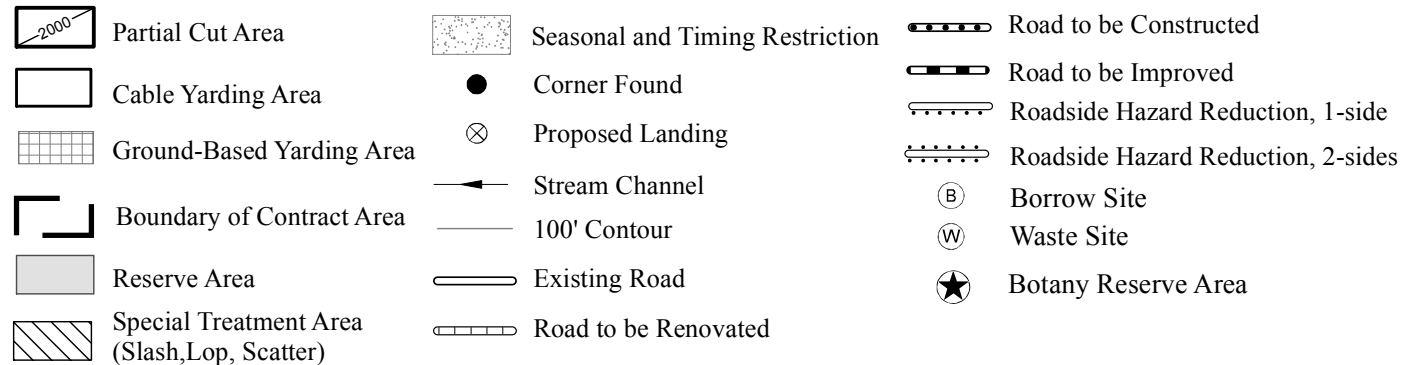 2000
Partial Cut Area
Cable Yarding Area
Ground-Based Yarding Area
Boundary of Contract Area
Reserve Area
Special Treatment Area
(Slash,Lop, Scatter)
Seasonal and Timing Restriction
Corner Found
Proposed Landing
Stream Channel
100' Contour
Existing Road
Road to be Renovated
Road to be Constructed
Road to be Improved
Roadside Hazard Reduction, 1-side
Roadside Hazard Reduction, 2-sides
B Borrow Site
W Waste Site
Botany Reserve Area